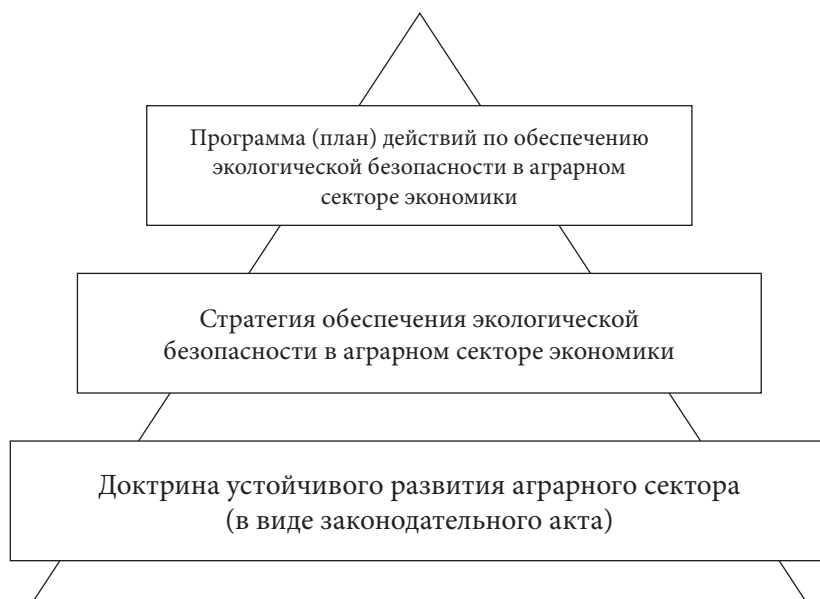 Программа (план) действий по обеспечению
экологической безопасности в аграрном
секторе экономики
Стратегия обеспечения экологической
безопасности в аграрном секторе экономики
Доктрина устойчивого развития аграрного сектора
(в виде законодательного акта)